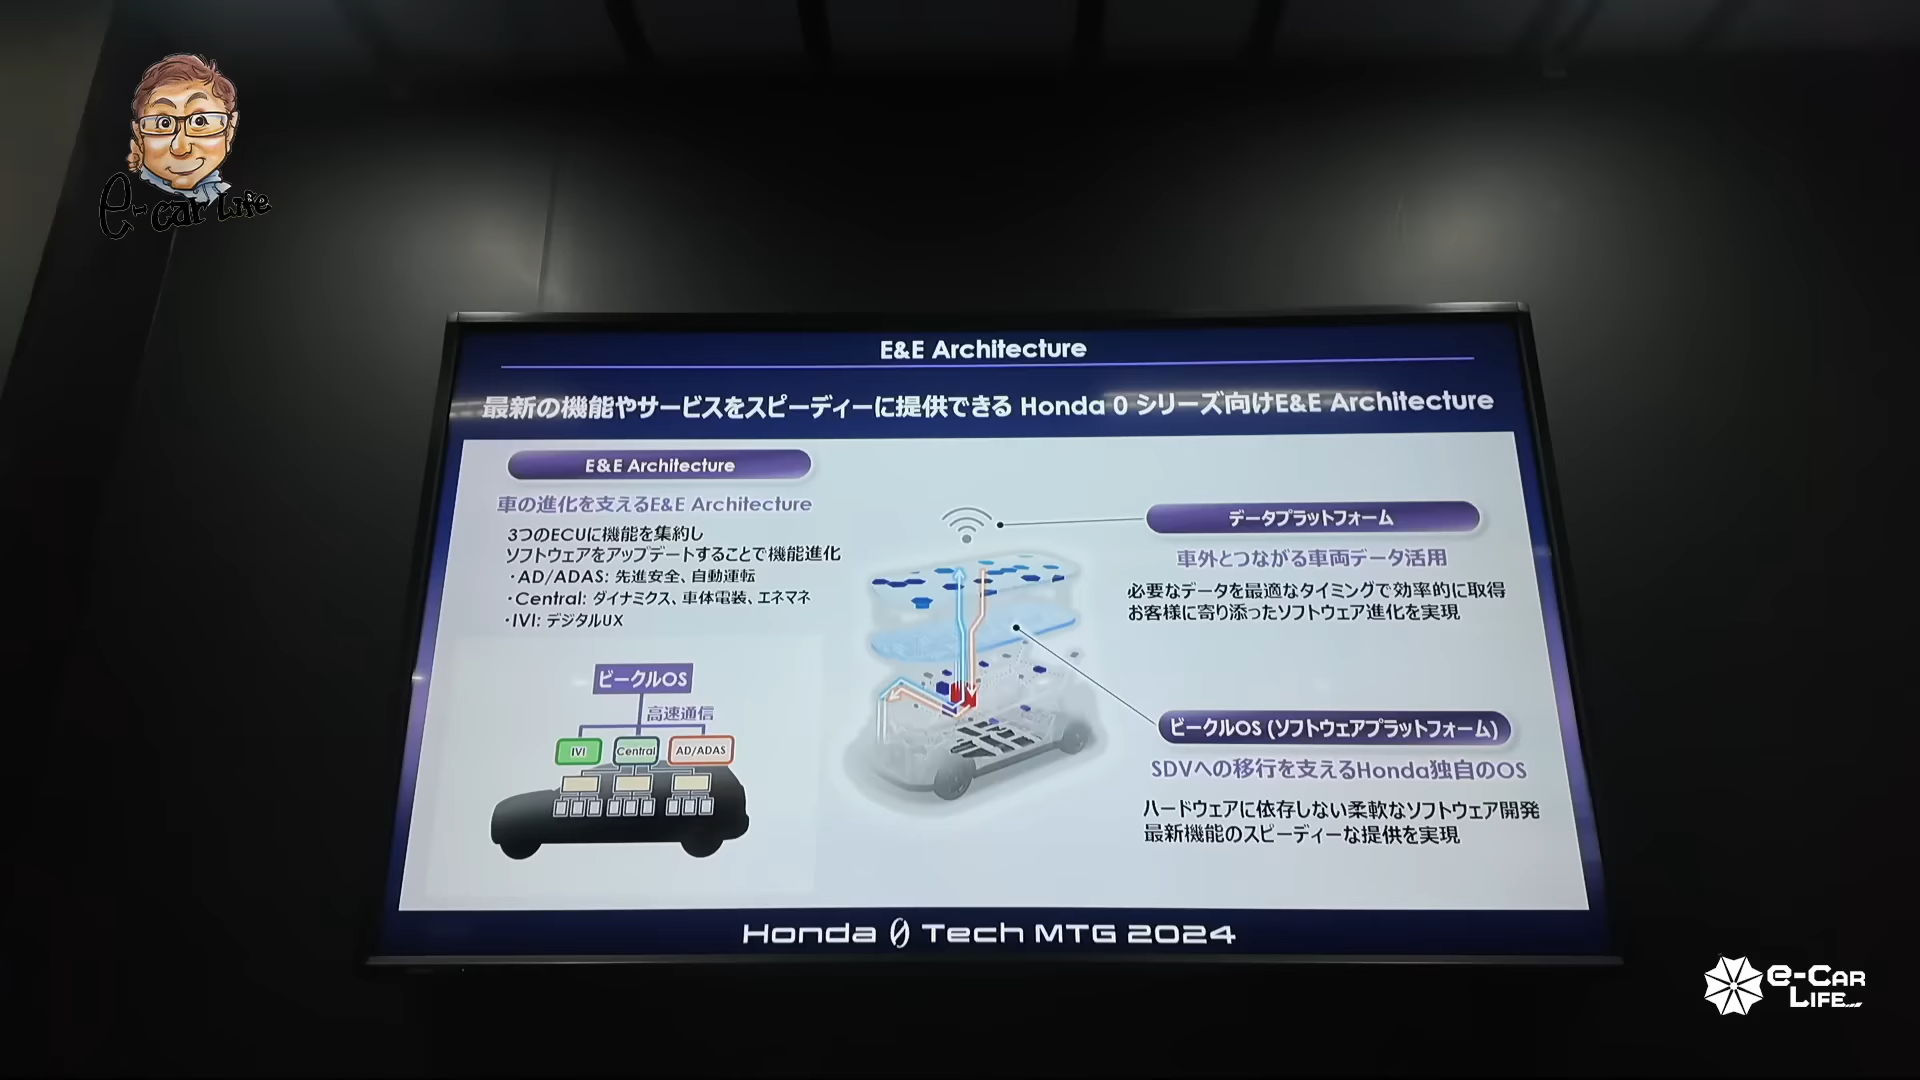 e-car Life
E&E Architecture
最新の機能やサービスをスピーディーに提供できる Honda 0 シリーズ向けE&E Architecture
E&E Architecture
車の進化を支えるE&E Architecture
3つのECUに機能を集約し
ソフトウェアをアップデートすることで機能進化
・AD/ADAS: 先進安全、自動運転
・Central: ダイナミクス、車体電装、エネマネ
・IVI: デジタルUX
ビークルOS
高速通信
IVI
Central
AD/ADAS
データプラットフォーム
車外とつながる車両データ活用
必要なデータを最適なタイミングで効率的に取得
お客様に寄り添ったソフトウェア進化を実現
ビークルOS (ソフトウェアプラットフォーム)
SDVへの移行を支えるHonda独自のOS
ハードウェアに依存しない柔軟なソフトウェア開発
最新機能のスピーディーな提供を実現
Honda 0 Tech MTG 2024
e-CAR
LIFE